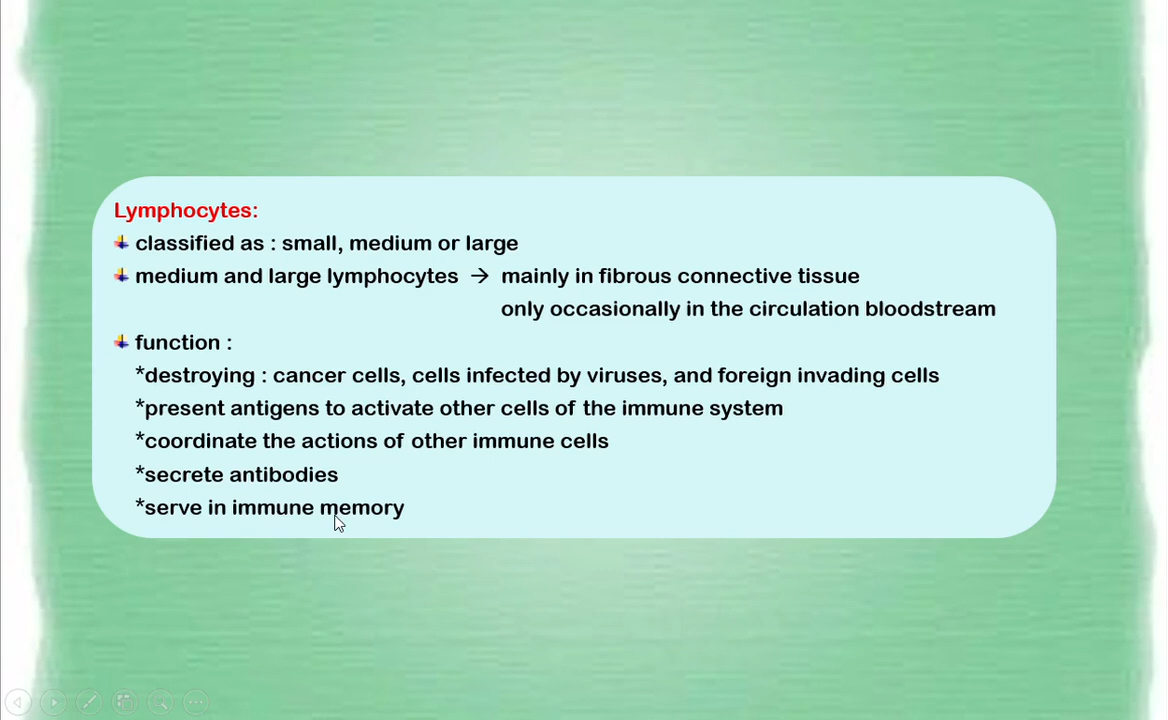 Lymphocytes:
classified as : small, medium or large
medium and large lymphocytes → mainly in fibrous connective tissue
only occasionally in the circulation bloodstream
function :
*destroying : cancer cells, cells infected by viruses, and foreign invading cells
*present antigens to activate other cells of the immune system
*coordinate the actions of other immune cells
*secrete antibodies
*serve in immune memory